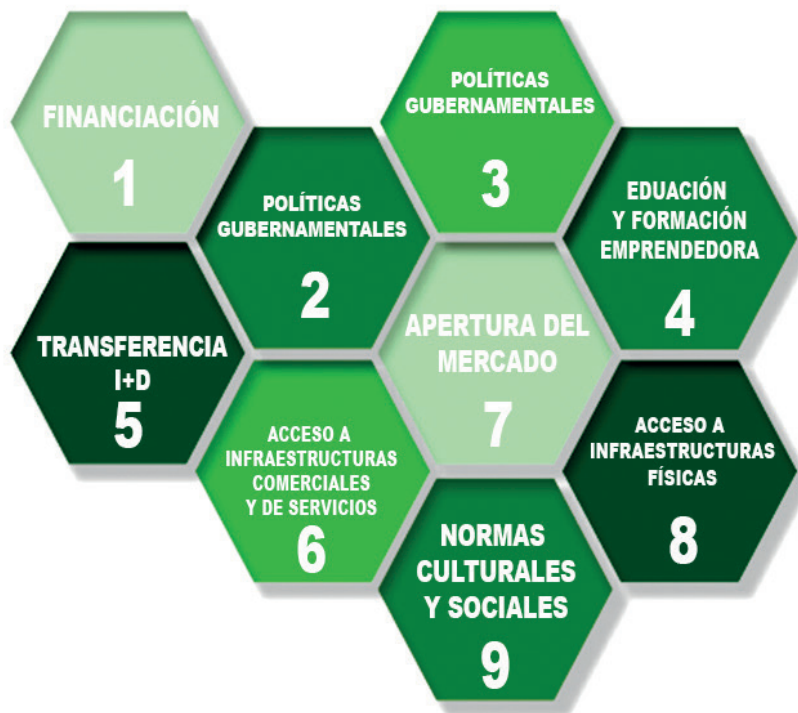 FINANCIACIÓN
1
POLÍTICAS
GUBERNAMENTALES
2
POLÍTICAS
GUBERNAMENTALES
3
EDUACIÓN
Y FORMACIÓN
EMPRENDEDORA
4
TRANSFERENCIA
I+D
5
ACCESO A
INFRAESTRUCTURAS
COMERCIALES
Y DE SERVICIOS
6
APERTURA DEL
MERCADO
7
ACCESO A
INFRAESTRUCTURAS
FÍSICAS
8
NORMAS
CULTURALES
Y SOCIALES
9